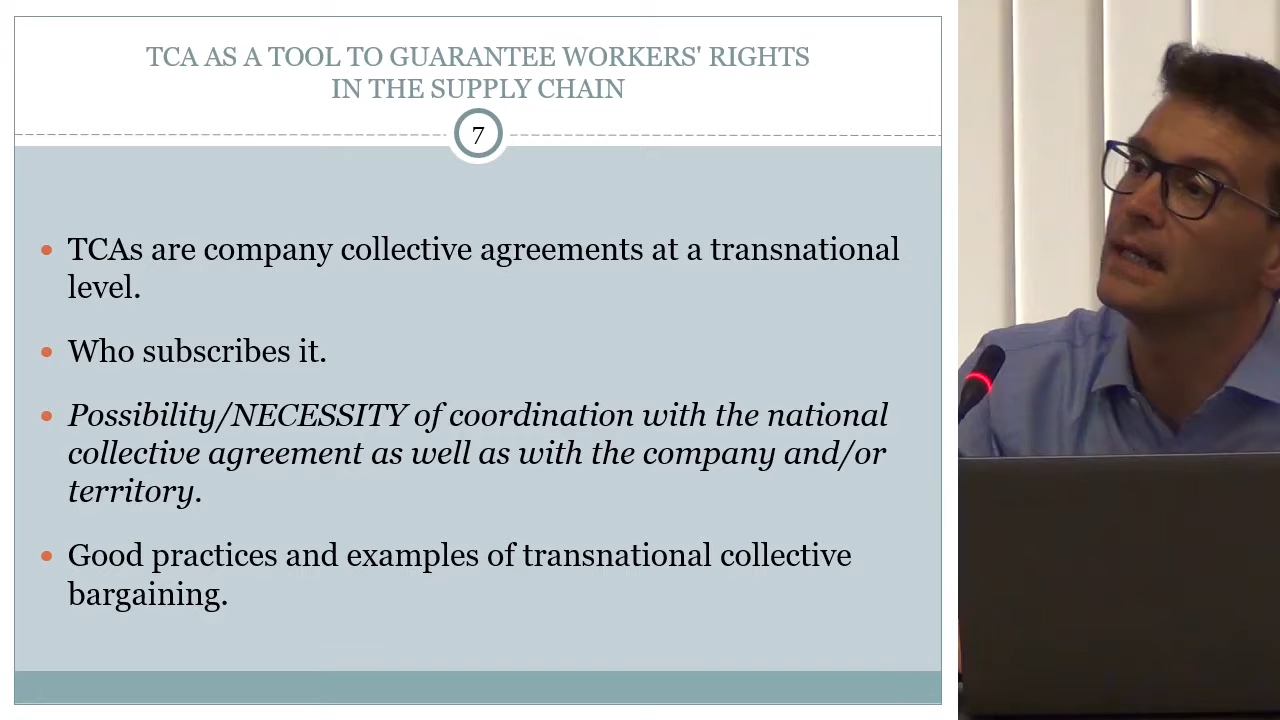 TCA AS A TOOL TO GUARANTEE WORKERS' RIGHTS
IN THE SUPPLY CHAIN
7
• TCAs are company collective agreements at a transnational
level.
• Who subscribes it.
• Possibility/NECESSITY of coordination with the national
collective agreement as well as with the company and/or
territory.
• Good practices and examples of transnational collective
bargaining.